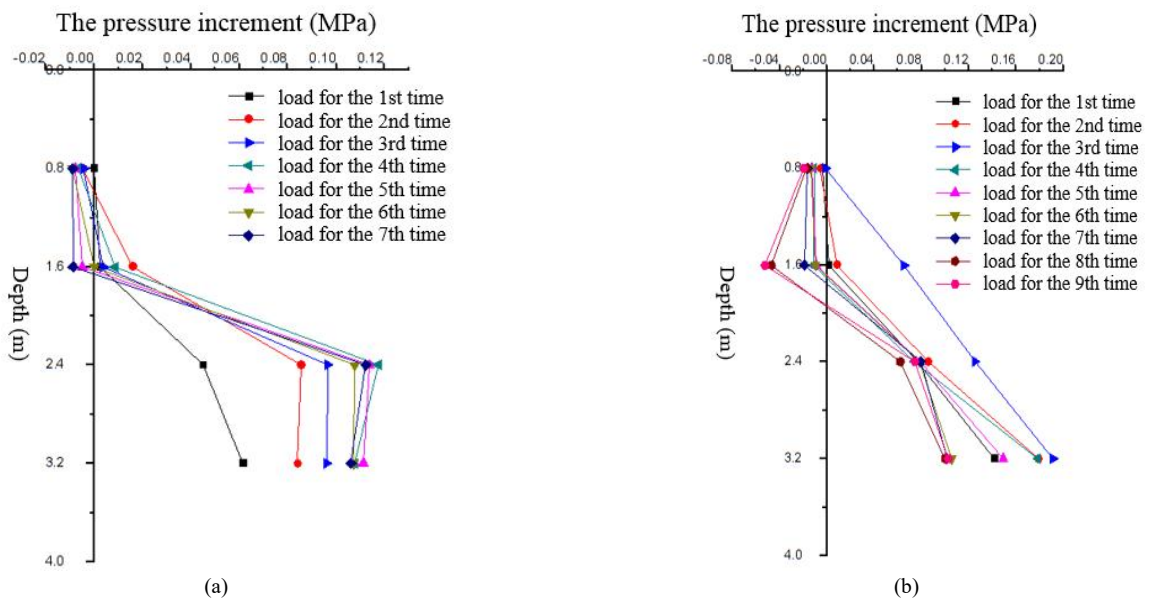 The pressure increment (MPa)
-0.02 0.00 0.02 0.04 0.06 0.08 0.10 0.12
0.0
0.8
1.6
2.4
3.2
4.0
Depth (m)
load for the 1st time
load for the 2nd time
load for the 3rd time
load for the 4th time
load for the 5th time
load for the 6th time
load for the 7th time
(a)
The pressure increment (MPa)
-0.08 -0.04 0.00 0.04 0.08 0.12 0.16 0.20
0.0
0.8
1.6
2.4
3.2
4.0
Depth (m)
load for the 1st time
load for the 2nd time
load for the 3rd time
load for the 4th time
load for the 5th time
load for the 6th time
load for the 7th time
load for the 8th time
load for the 9th time
(b)